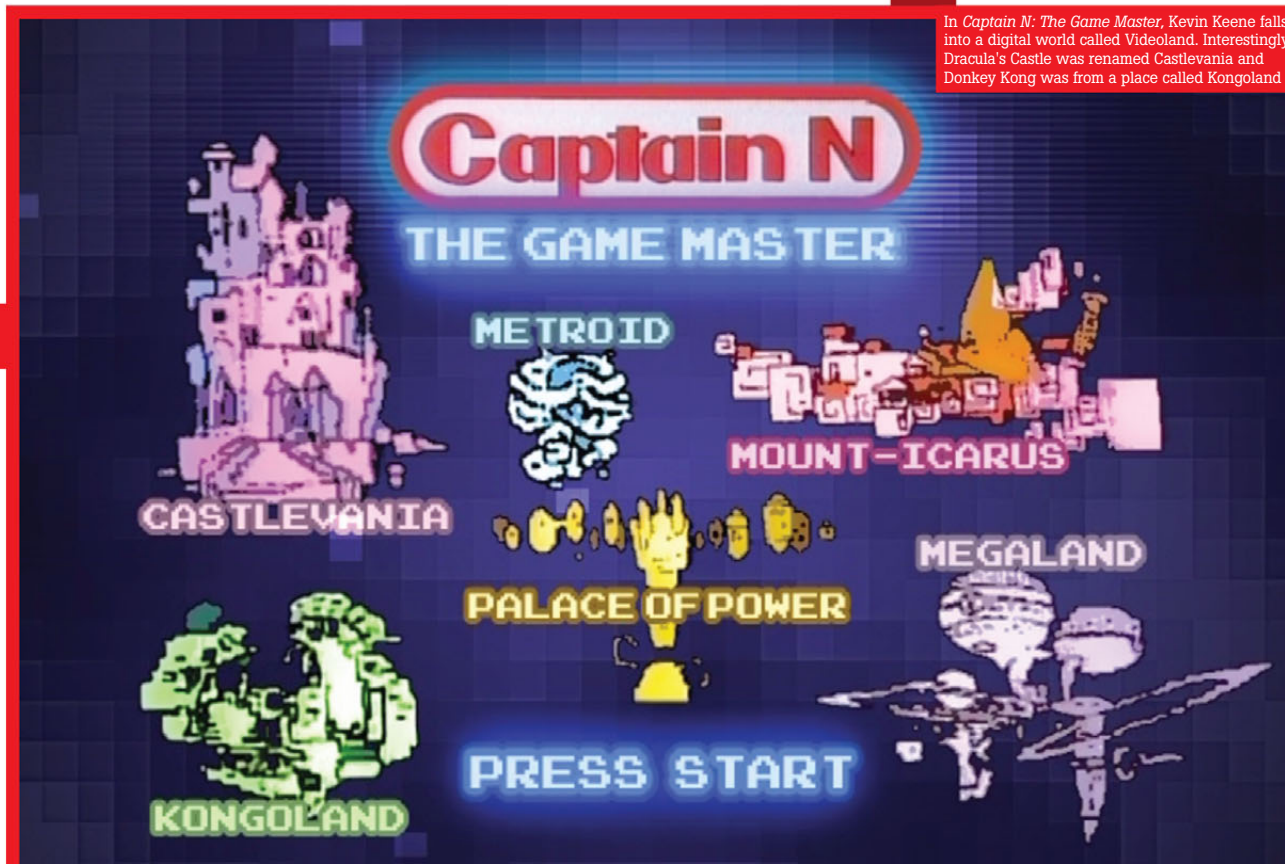 In Captain N: The Game Master, Kevin Keene falls
into a digital world called Videoland. Interestingly
Dracula's Castle was renamed Castlevania and
Donkey Kong was from a place called Kongoland
Captain N
THE GAME MASTER
METROID
MOUNT-ICARUS
CASTLEVANIA
MEGALAND
PALACE OF POWER
PRESS START
KONGOLAND